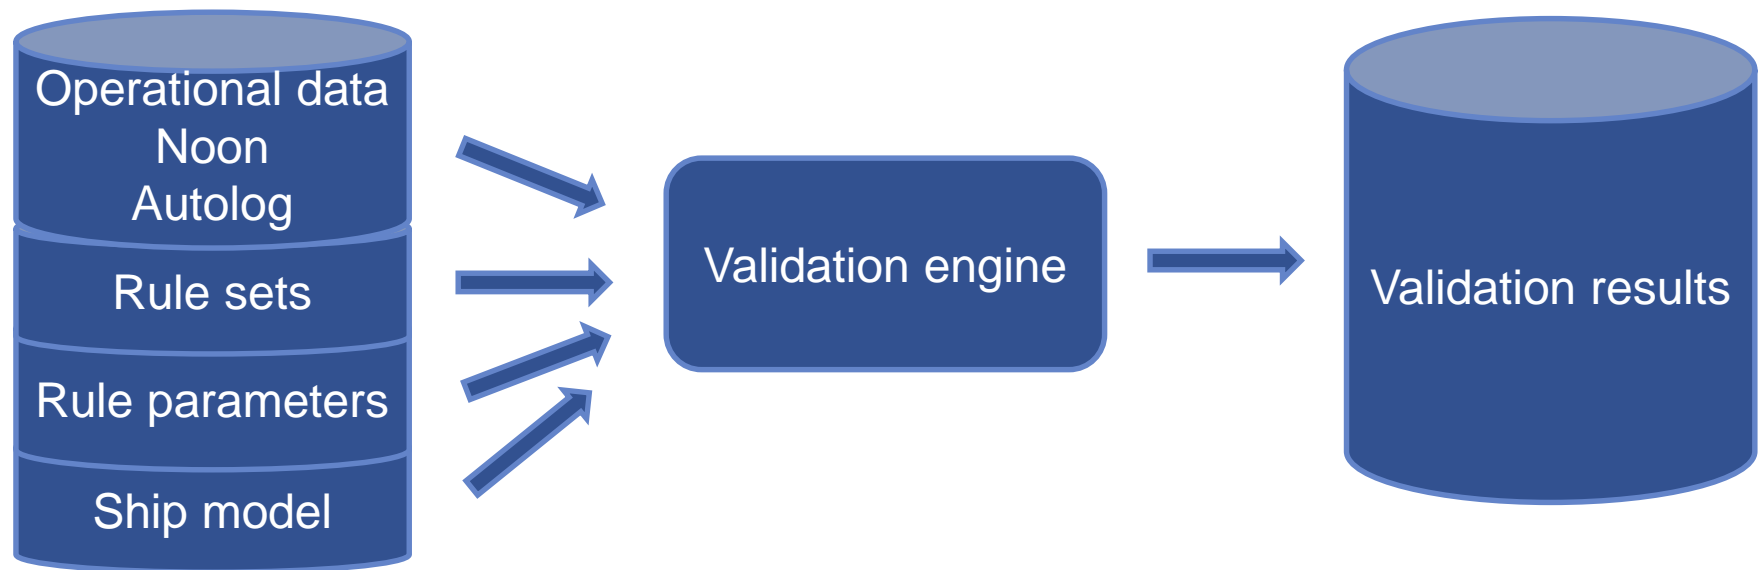 Operational data
Noon
Autolog
Rule sets
Rule parameters
Ship model
Validation engine
Validation results